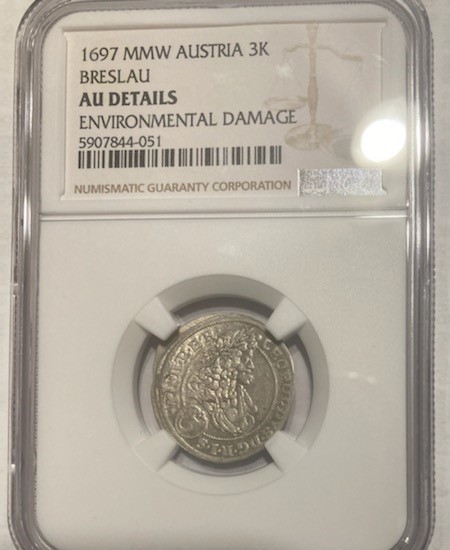 1697 MMW AUSTRIA 3K
BRESLAU
AU DETAILS
ENVIRONMENTAL DAMAGE
5907844-051
NUMISMATIC GUARANTY CORPORATION